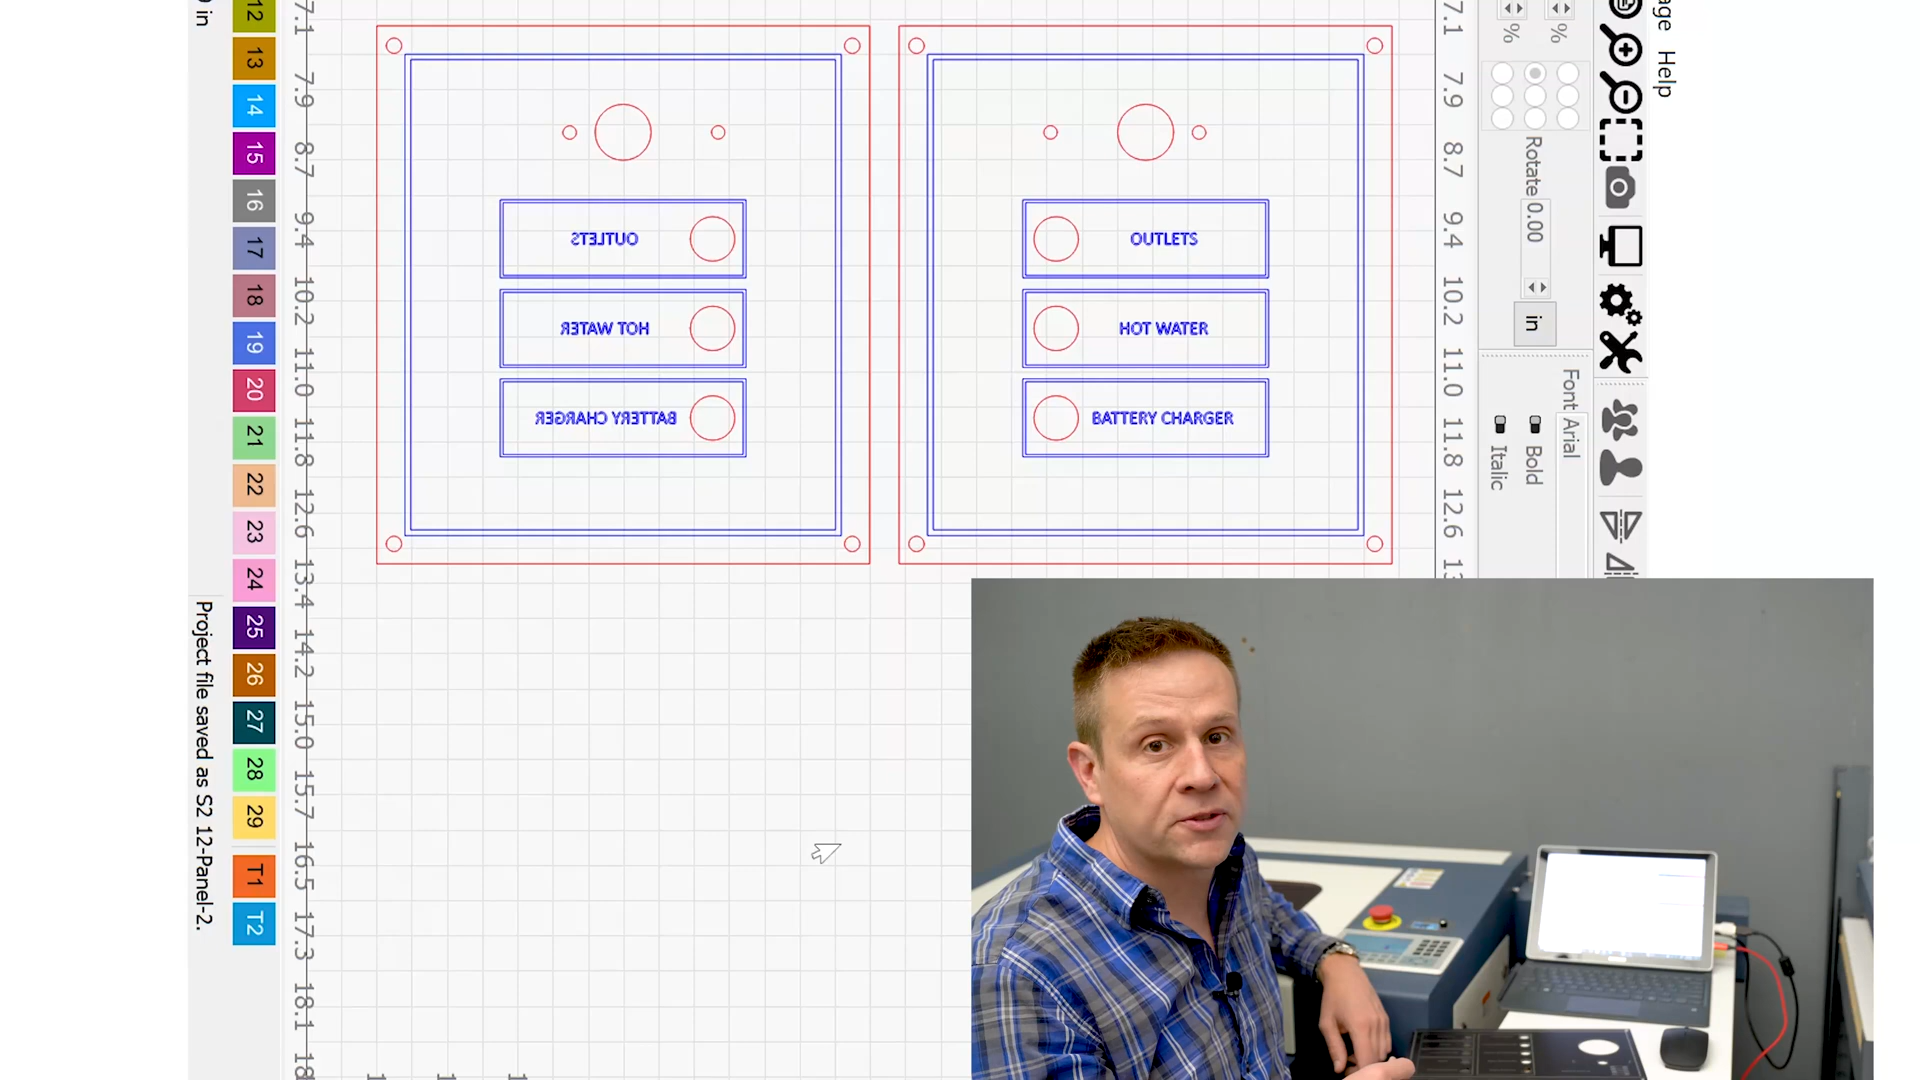 age Help
% %
Rotate 0.00
in
Font Arial
Bold
Italic
7.1
7.9
8.7
9.4
10.2
11.0
11.8
12.6
OUTLETS
HOT WATER
BATTERY CHARGER
OUTLETS
HOT WATER
BATTERY CHARGER
7.1
7.9
8.7
9.4
10.2
11.0
11.8
12.6
13.4
14.2
15.0
15.7
16.5
17.3
18.1
12
13
14
15
16
17
18
19
20
21
22
23
24
25
26
27
28
29
T1
T2
in
Project file saved as S2 12-Panel-2.